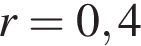 r = 0, 4